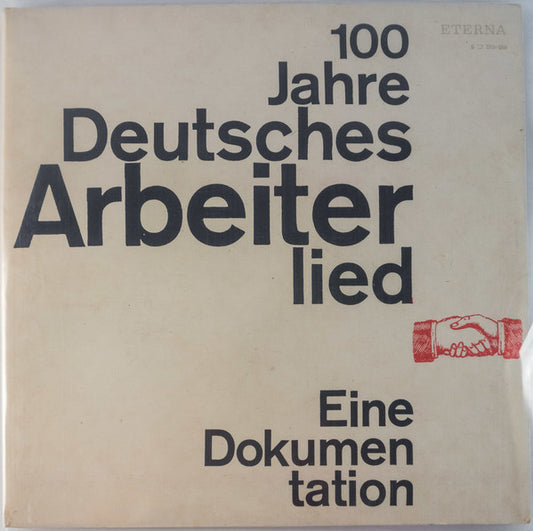 ETERNA
100
Jahre
Deutsches
Arbeiter
lied
Eine
Dokumen
tation